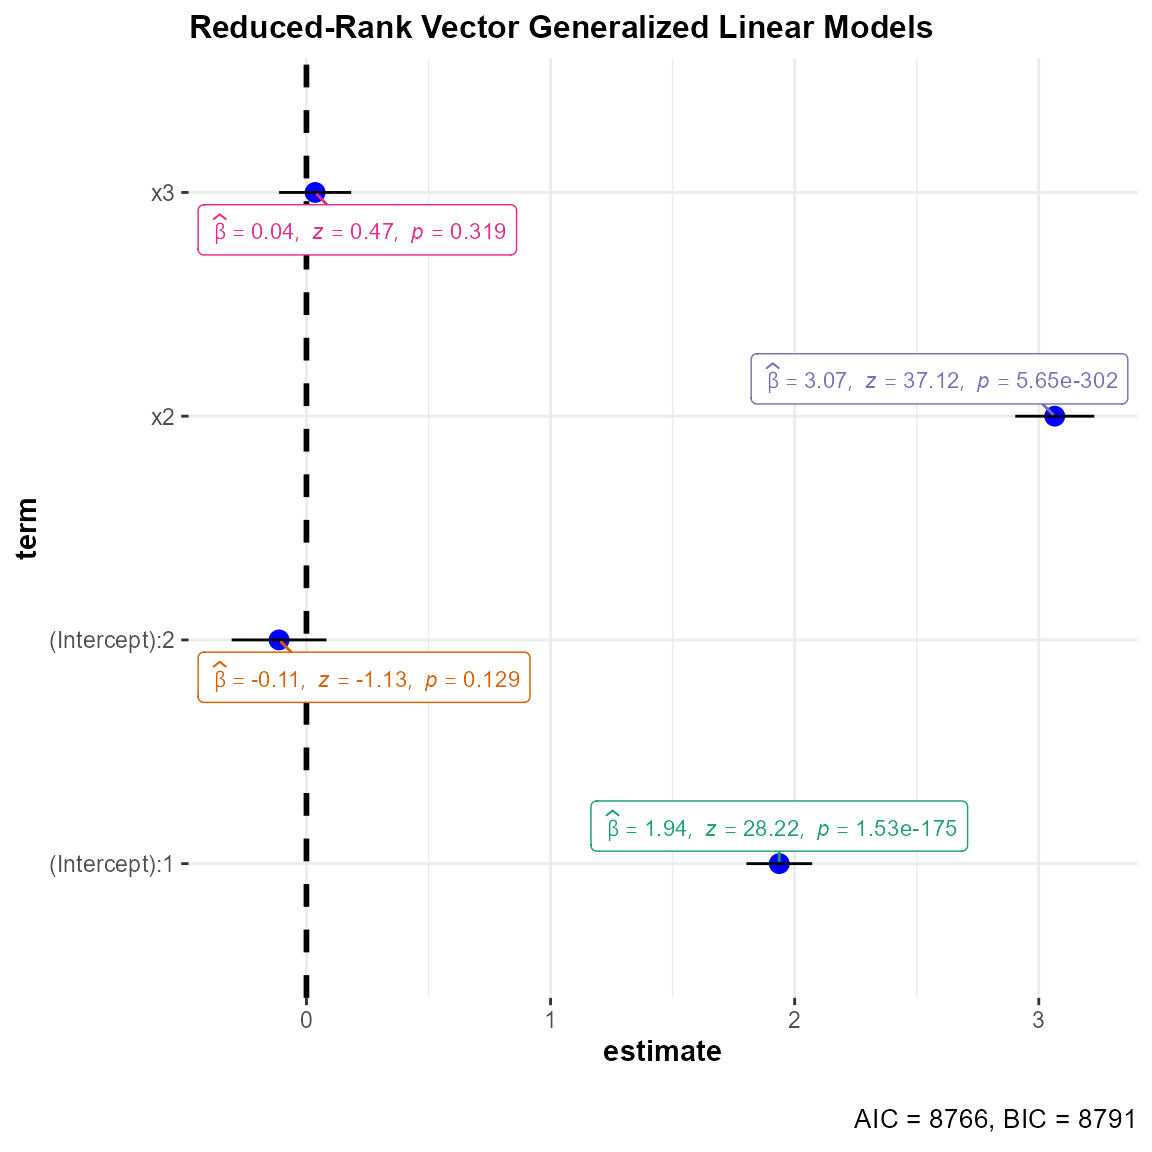 Reduced-Rank Vector Generalized Linear Models
x3
β̂ = 0.04, z = 0.47, p = 0.319
β̂ = 3.07, z = 37.12, p = 5.65e-302
x2
term
(Intercept):2
β̂ = -0.11, z = -1.13, p = 0.129
β̂ = 1.94, z = 28.22, p = 1.53e-175
(Intercept):1
0 1 2 3
estimate
AIC = 8766, BIC = 8791